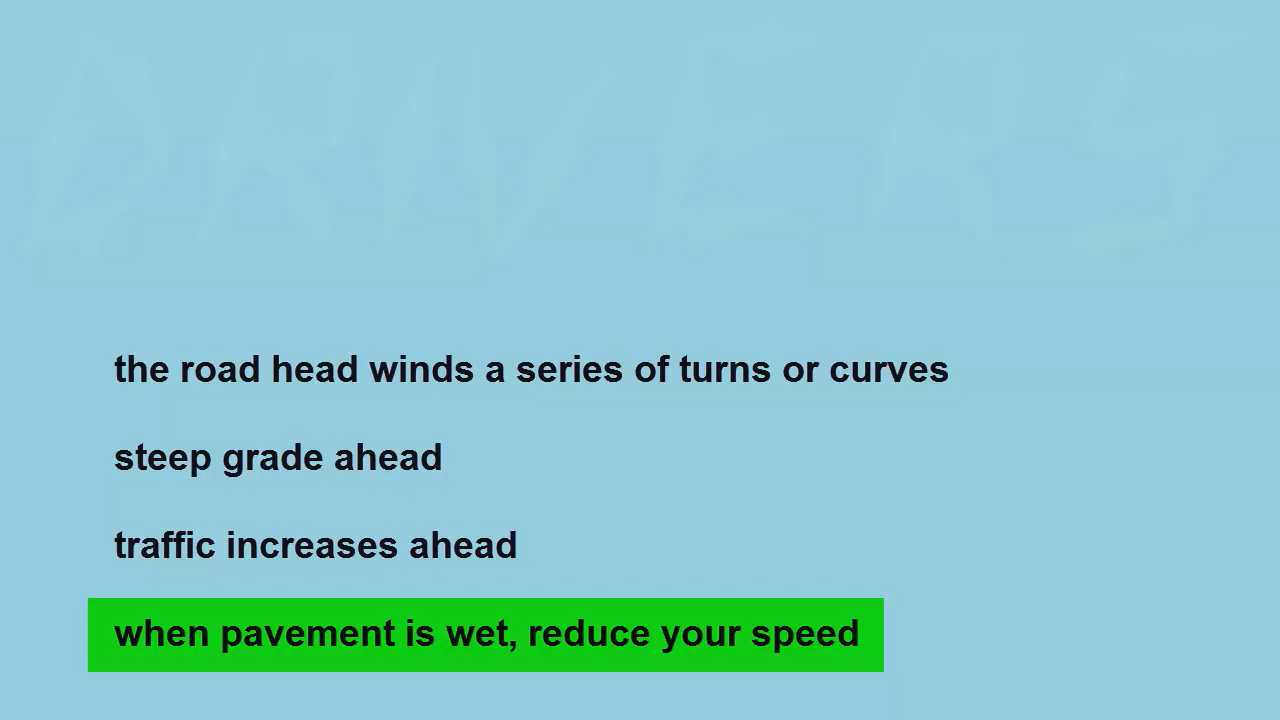 DRIVERS
the road head winds a series of turns or curves
steep grade ahead
traffic increases ahead
when pavement is wet, reduce your speed